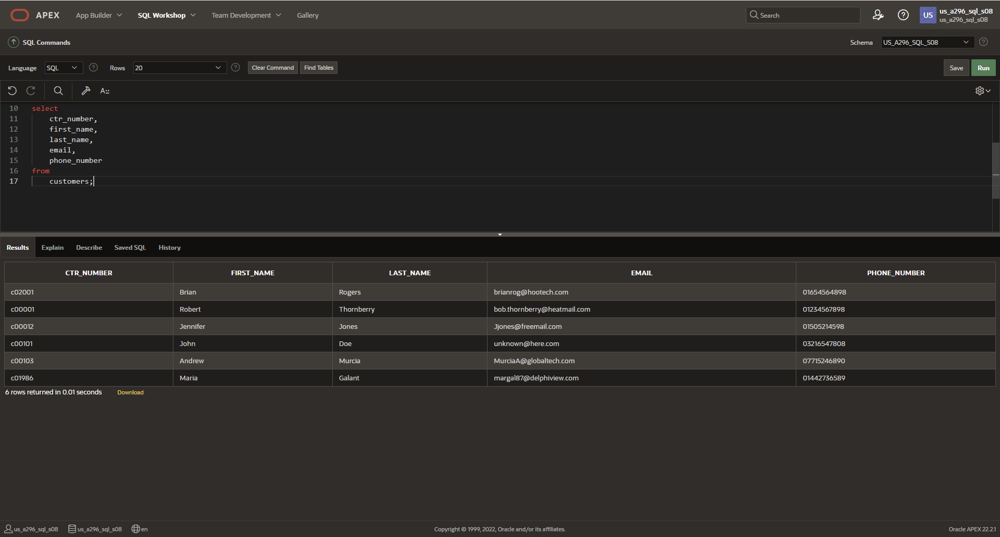 APEX App Builder SQL Workshop Team Development Gallery Search US us_a296_sql_s08
us_a296_sql_s08
SQL Commands Schema US_A296_SQL_S08
Language SQL Rows 20 Clear Command Find Tables Save Run
A::
10 select
11 ctr_number,
12 first_name,
13 last_name,
14 email,
15 phone_number
16 from
17 customers;
Results Explain Describe Saved SQL History
CTR_NUMBER FIRST_NAME LAST_NAME EMAIL PHONE_NUMBER
c02001 Brian Rogers brianrog@hootech.com 01654564898
c00001 Robert Thornberry bob.thornberry@heatmail.com 01234567898
c00012 Jennifer Jones Jjones@freemail.com 01505214598
c00101 John Doe unknown@here.com 03216547808
c00103 Andrew Murcia MurciaA@globaltech.com 07715246890
c01986 Maria Galant margal87@delphiview.com 01442736589
6 rows returned in 0.01 seconds Download
us_a296_sql_s08 us_a296_sql_s08 en Copyright © 1999, 2022, Oracle and/or its affiliates. Oracle APEX 22.2.1